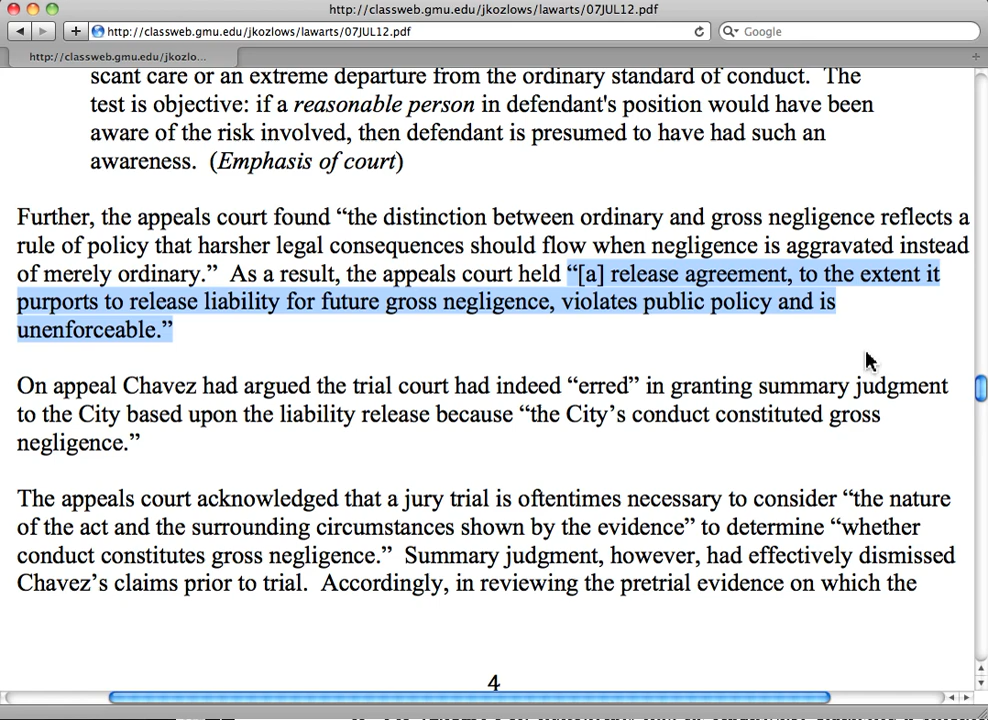 http://classweb.gmu.edu/jkozlows/lawarts/07JUL12.pdf
http://classweb.gmu.edu/jkozlows/lawarts/07JUL12.pdf
Google
http://classweb.gmu.edu/jkozlo...
scant care or an extreme departure from the ordinary standard of conduct.  The
test is objective: if a reasonable person in defendant's position would have been
aware of the risk involved, then defendant is presumed to have had such an
awareness.  (Emphasis of court)
Further, the appeals court found “the distinction between ordinary and gross negligence reflects a
rule of policy that harsher legal consequences should flow when negligence is aggravated instead
of merely ordinary.”  As a result, the appeals court held “[a] release agreement, to the extent it
purports to release liability for future gross negligence, violates public policy and is
unenforceable.”
On appeal Chavez had argued the trial court had indeed “erred” in granting summary judgment
to the City based upon the liability release because “the City’s conduct constituted gross
negligence.”
The appeals court acknowledged that a jury trial is oftentimes necessary to consider “the nature
of the act and the surrounding circumstances shown by the evidence” to determine “whether
conduct constitutes gross negligence.”  Summary judgment, however, had effectively dismissed
Chavez’s claims prior to trial.  Accordingly, in reviewing the pretrial evidence on which the
4